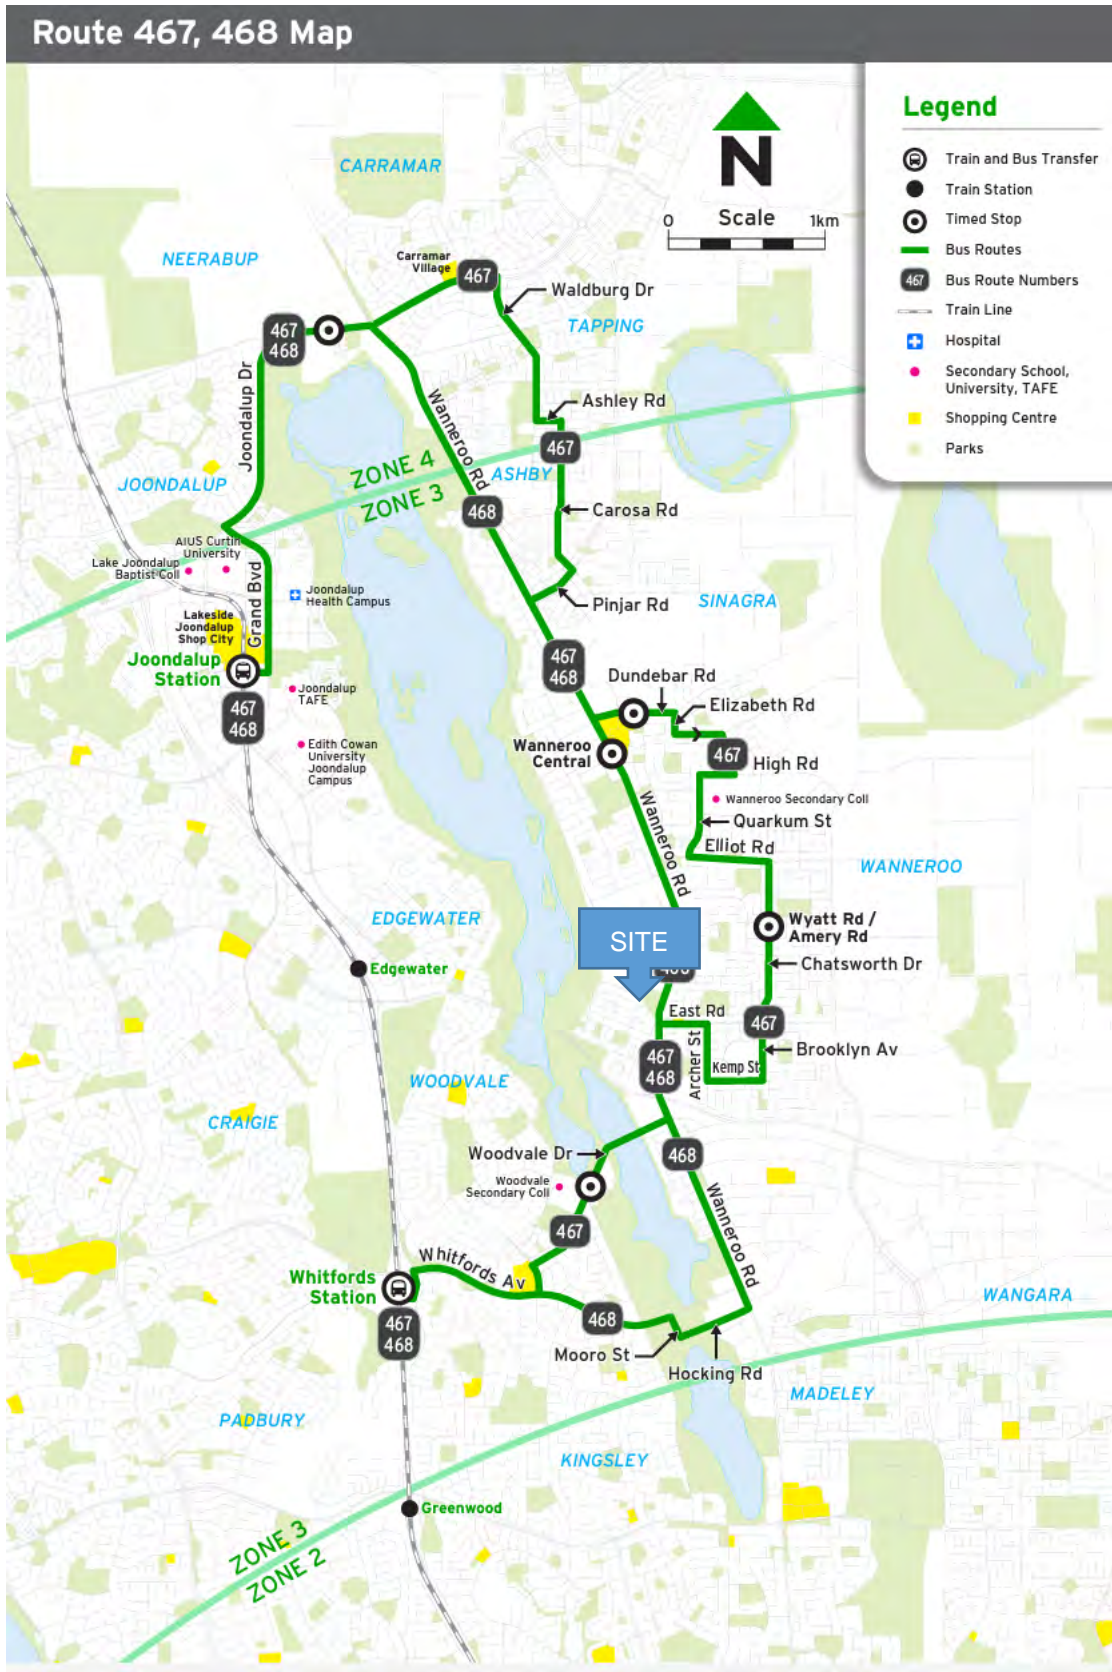 Route 467, 468 Map
Legend
Train and Bus Transfer
Train Station
Timed Stop
Bus Routes
467
Bus Route Numbers
Train Line
Hospital
Secondary School,
University, TAFE
Shopping Centre
Parks
N
0 Scale 1km
CARRAMAR
NEERABUP
Carramar
Village
467
Waldburg Dr
TAPPING
467
468
Joondalup Dr
Wanneroo Rd
Ashley Rd
467
ZONE 4
ZONE 3
ASHBY
JOONDALUP
468
Carosa Rd
AIUS Curtin
University
Lake Joondalup
Baptist Coll
Grand Bvd
Joondalup
Health Campus
Pinjar Rd
SINAGRA
Lakeside
Joondalup
Shop City
Joondalup
Station
467
468
Joondalup
TAFE
Edith Cowan
University
Joondalup
Campus
467
468
Dundebar Rd
Elizabeth Rd
Wanneroo
Central
467
High Rd
Wanneroo Secondary Coll
Quarkum St
Wanneroo Rd
Elliot Rd
WANNEROO
EDGEWATER
Wyatt Rd /
Amery Rd
SITE
Edgewater
468
Chatsworth Dr
East Rd
467
Archer St
Brooklyn Av
467
468
Kemp St
WOODVALE
CRAIGIE
Woodvale Dr
468
Woodvale
Secondary Coll
467
Wanneroo Rd
Whitfords Av
Whitfords
Station
467
468
468
WANGARA
Mooro St
Hocking Rd
MADELEY
PADBURY
KINGSLEY
Greenwood
ZONE 3
ZONE 2